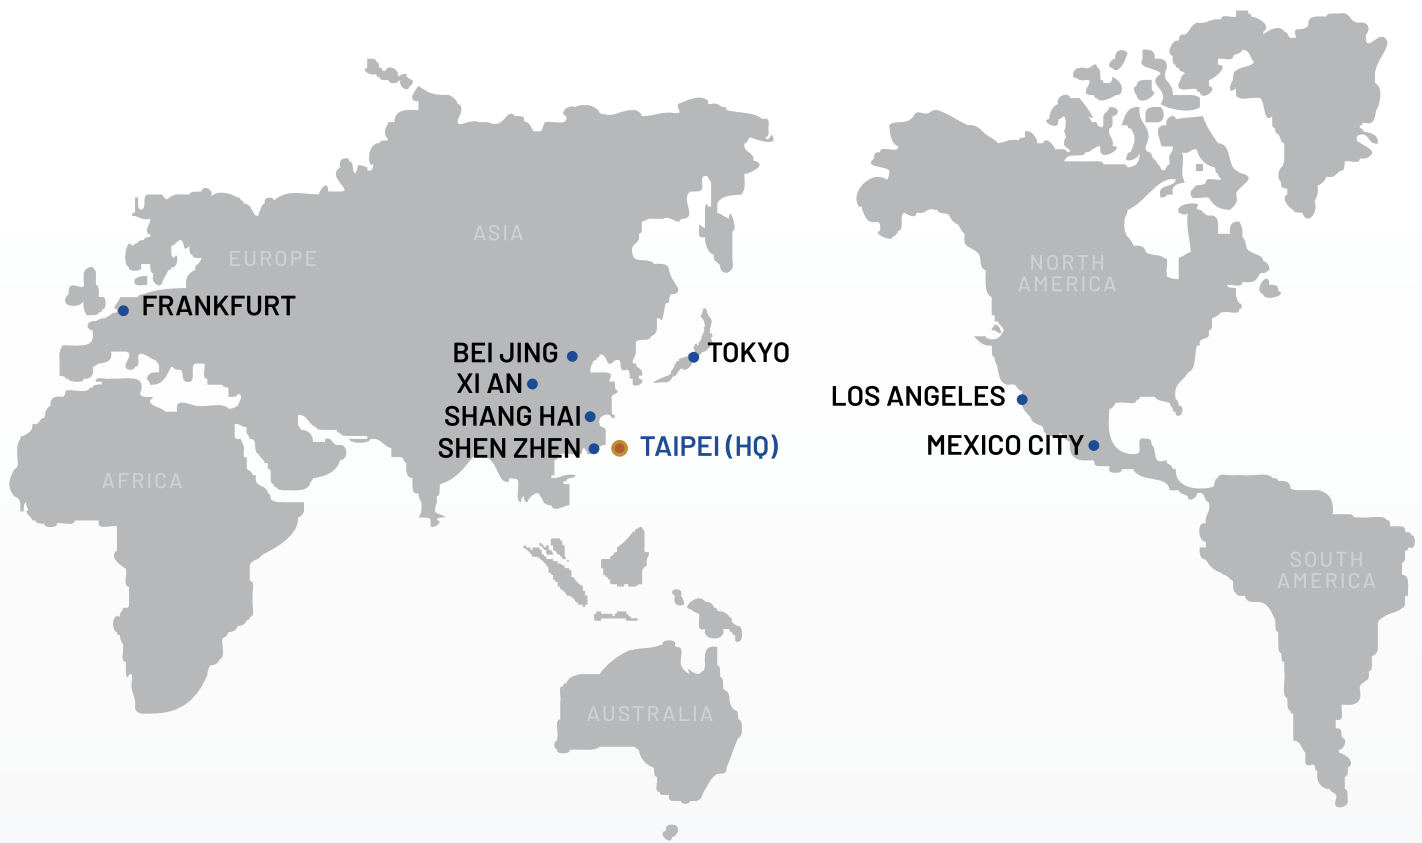 ASIA
EUROPE
NORTH
AMERICA
FRANKFURT
BEI JING
TOKYO
XI AN
LOS ANGELES
SHANG HAI
SHEN ZHEN
TAIPEI (HQ)
MEXICO CITY
AFRICA
SOUTH
AMERICA
AUSTRALIA